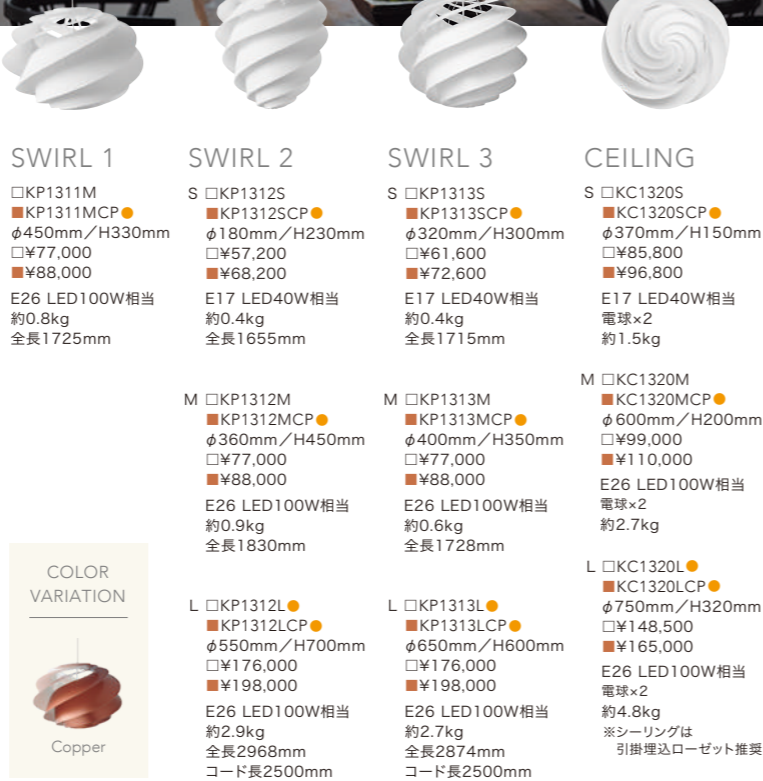 SWIRL 1
□KP1311M
■KP1311MCP●
φ450mm／H330mm
□¥77,000
■¥88,000
E26 LED100W相当
約0.8kg
全長1725mm
SWIRL 2
S □KP1312S
■KP1312SCP●
φ180mm／H230mm
□¥57,200
■¥68,200
E17 LED40W相当
約0.4kg
全長1655mm
M □KP1312M
■KP1312MCP●
φ360mm／H450mm
□¥77,000
■¥88,000
E26 LED100W相当
約0.9kg
全長1830mm
L □KP1312L●
■KP1312LCP●
φ550mm／H700mm
□¥176,000
■¥198,000
E26 LED100W相当
約2.9kg
全長2968mm
コード長2500mm
SWIRL 3
S □KP1313S
■KP1313SCP●
φ320mm／H300mm
□¥61,600
■¥72,600
E17 LED40W相当
約0.4kg
全長1715mm
M □KP1313M
■KP1313MCP●
φ400mm／H350mm
□¥77,000
■¥88,000
E26 LED100W相当
約0.6kg
全長1728mm
L □KP1313L●
■KP1313LCP●
φ650mm／H600mm
□¥176,000
■¥198,000
E26 LED100W相当
約2.7kg
全長2874mm
コード長2500mm
CEILING
S □KC1320S
■KC1320SCP●
φ370mm／H150mm
□¥85,800
■¥96,800
E17 LED40W相当
電球×2
約1.5kg
M □KC1320M
■KC1320MCP●
φ600mm／H200mm
□¥99,000
■¥110,000
E26 LED100W相当
電球×2
約2.7kg
L □KC1320L●
■KC1320LCP●
φ750mm／H320mm
□¥148,500
■¥165,000
E26 LED100W相当
電球×2
約4.8kg
※シーリングは
引掛埋込ローゼット推奨
COLOR
VARIATION
Copper